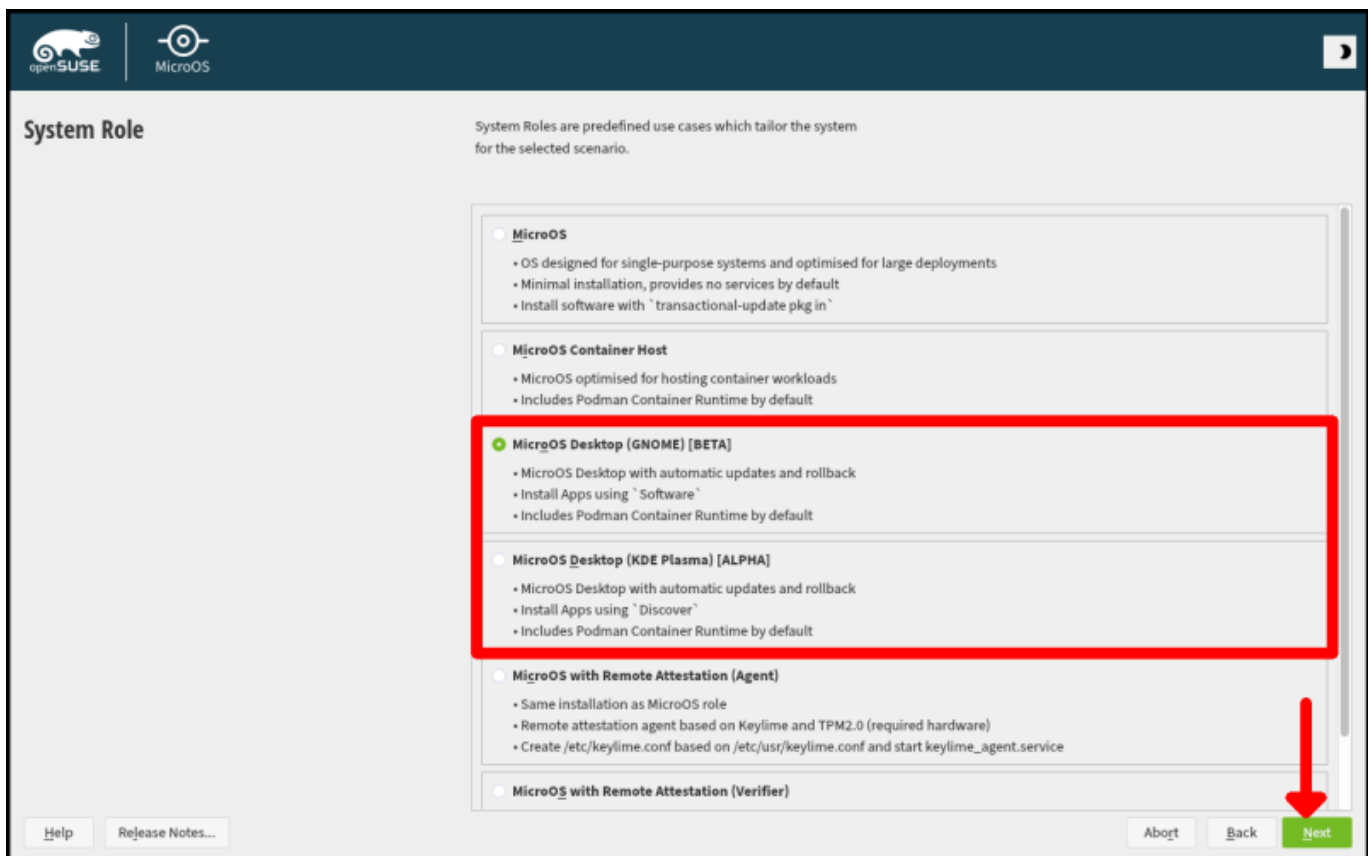 openSUSE
MicroOS
System Role
System Roles are predefined use cases which tailor the system
for the selected scenario.
MicroOS
• OS designed for single-purpose systems and optimised for large deployments
• Minimal installation, provides no services by default
• Install software with `transactional-update pkg in`
MicroOS Container Host
• MicroOS optimised for hosting container workloads
• Includes Podman Container Runtime by default
MicroOS Desktop (GNOME) [BETA]
• MicroOS Desktop with automatic updates and rollback
• Install Apps using `Software`
• Includes Podman Container Runtime by default
MicroOS Desktop (KDE Plasma) [ALPHA]
• MicroOS Desktop with automatic updates and rollback
• Install Apps using `Discover`
• Includes Podman Container Runtime by default
MicroOS with Remote Attestation (Agent)
• Same installation as MicroOS role
• Remote attestation agent based on Keylime and TPM2.0 (required hardware)
• Create /etc/keylime.conf based on /etc/usr/keylime.conf and start keylime_agent.service
MicroOS with Remote Attestation (Verifier)
Help Release Notes... Abort Back Next